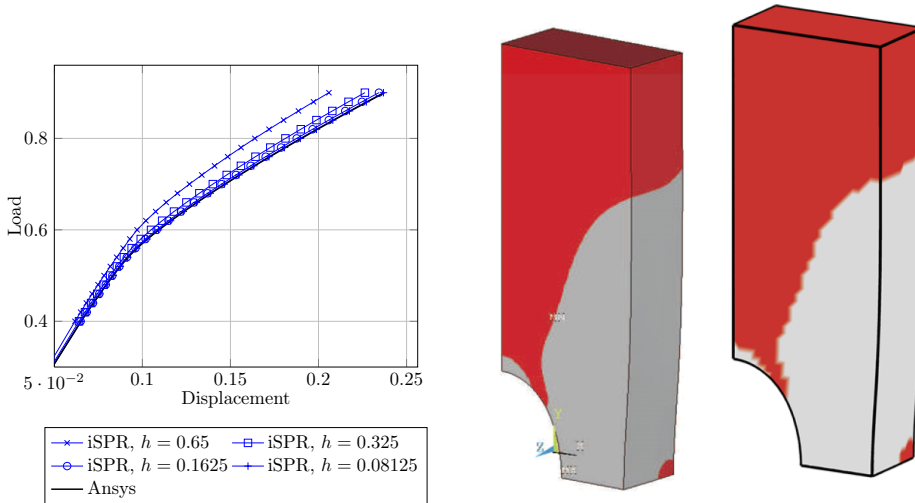 0.8
0.6
0.4
Load
5 · 10⁻²
0.1
0.15
0.2
0.25
Displacement
iSPR, h = 0.65
iSPR, h = 0.325
iSPR, h = 0.1625
iSPR, h = 0.08125
Ansys
Y
Z
X